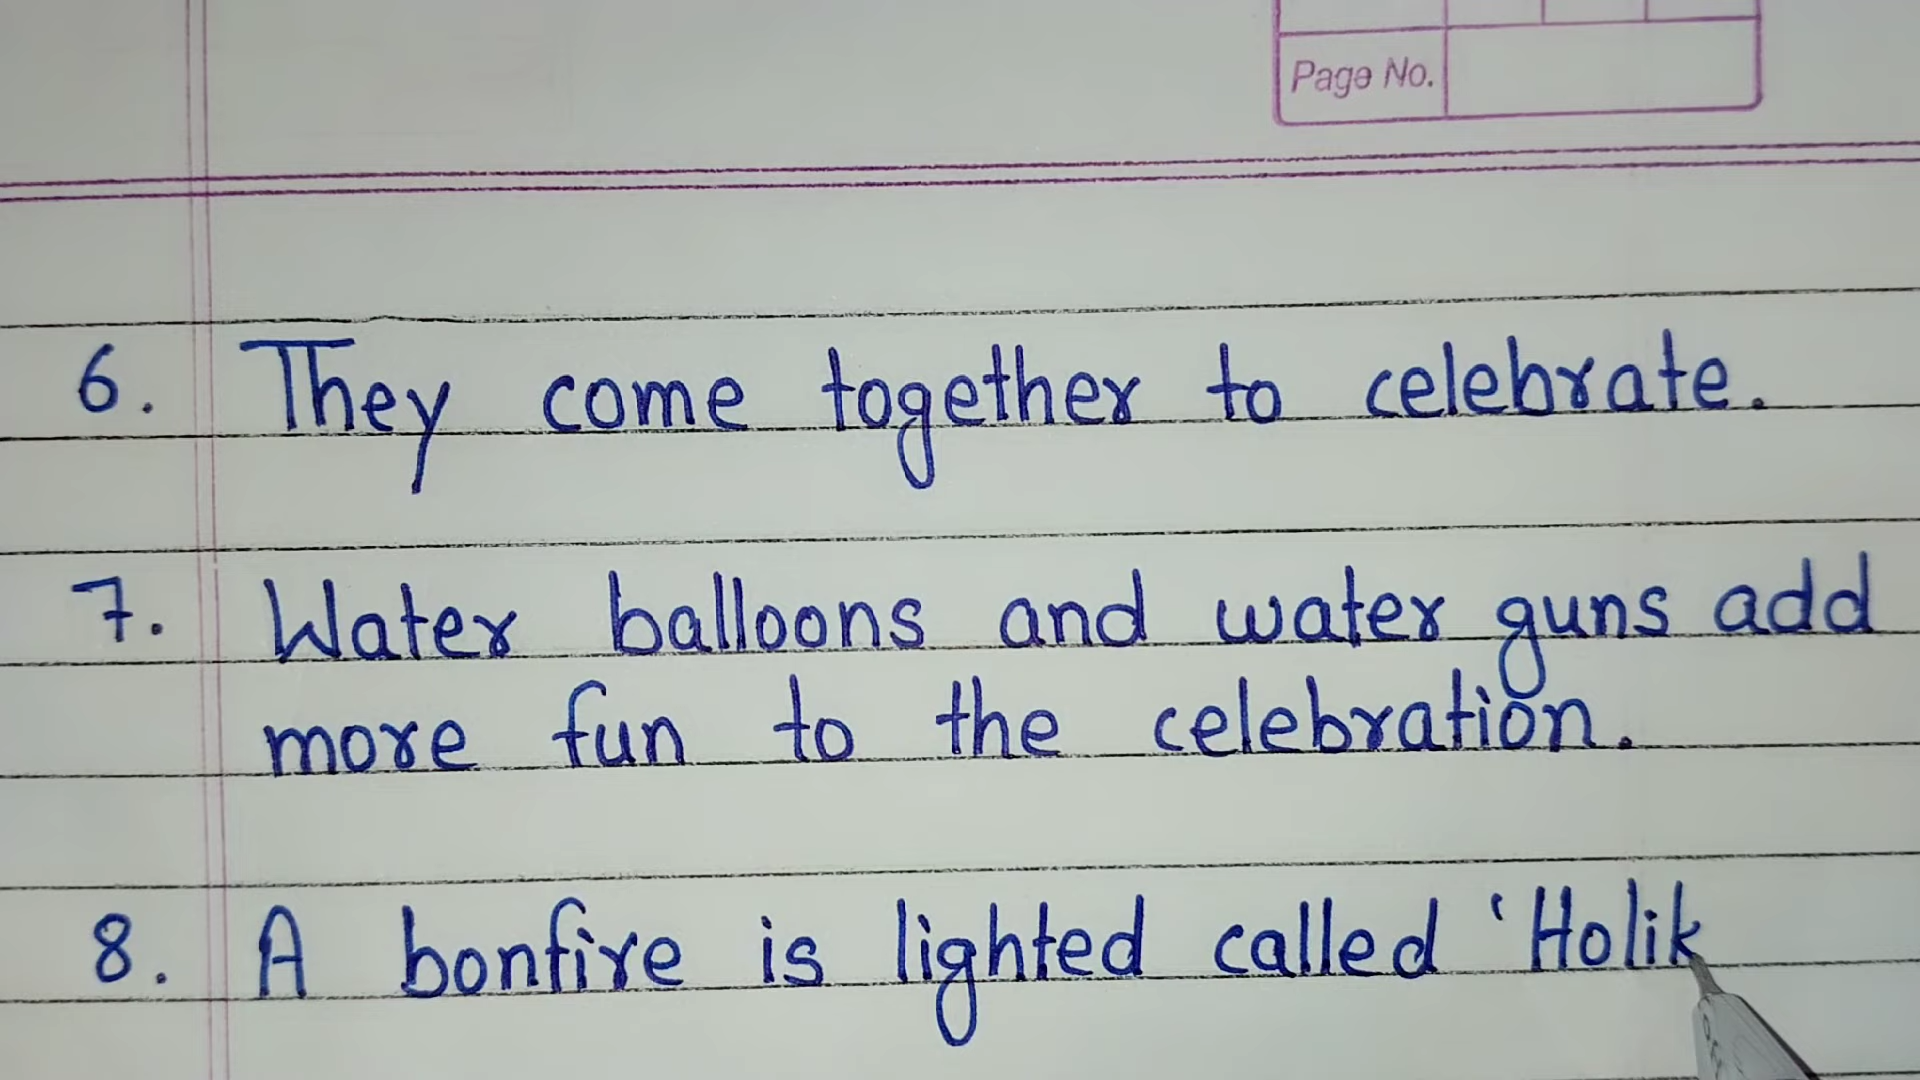 Page No.
6. They come together to celebrate.
7. Water balloons and water guns add
more fun to the celebration.
8. A bonfire is lighted called 'Holik